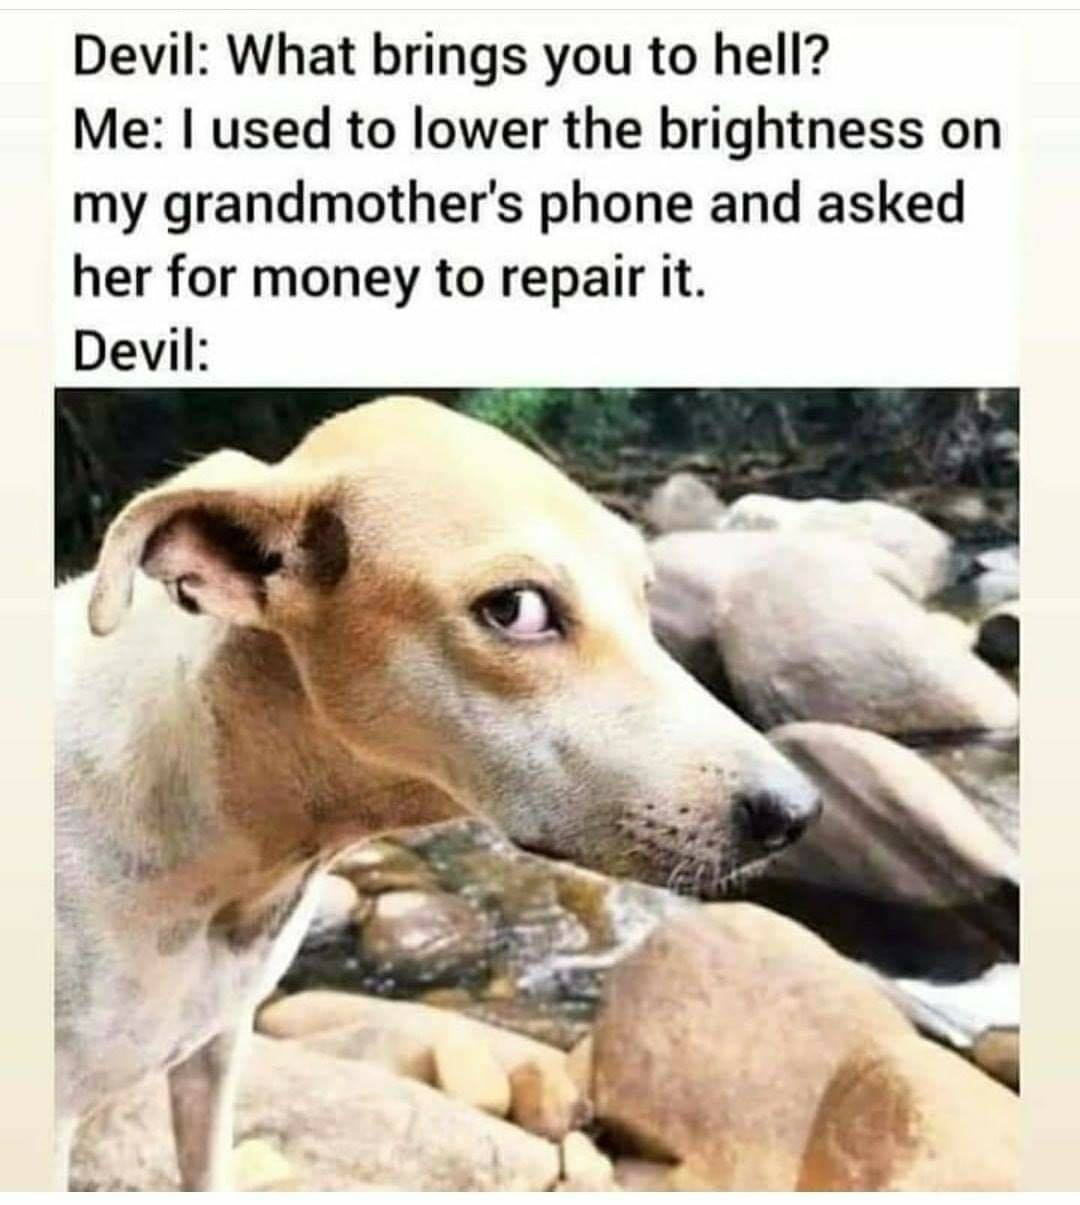 Devil: What brings you to hell?
Me: I used to lower the brightness on
my grandmother's phone and asked
her for money to repair it.
Devil: